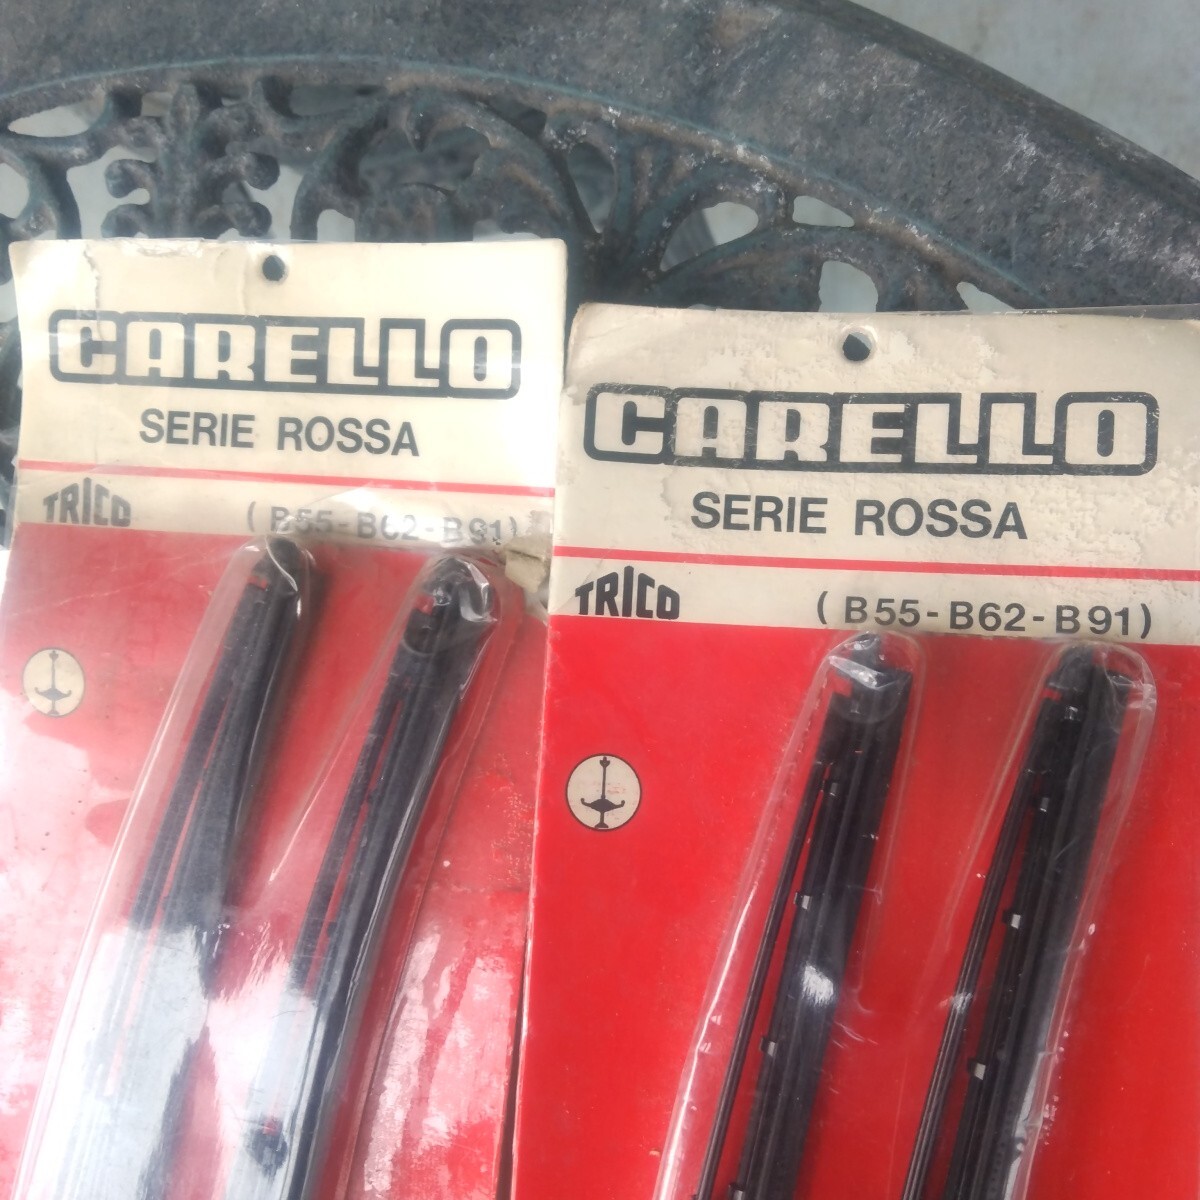 CARELLO
SERIE ROSSA
TRICO
(B55-B62-B91)
CARELLO
SERIE ROSSA
TRICO
(B55-B62-B91)